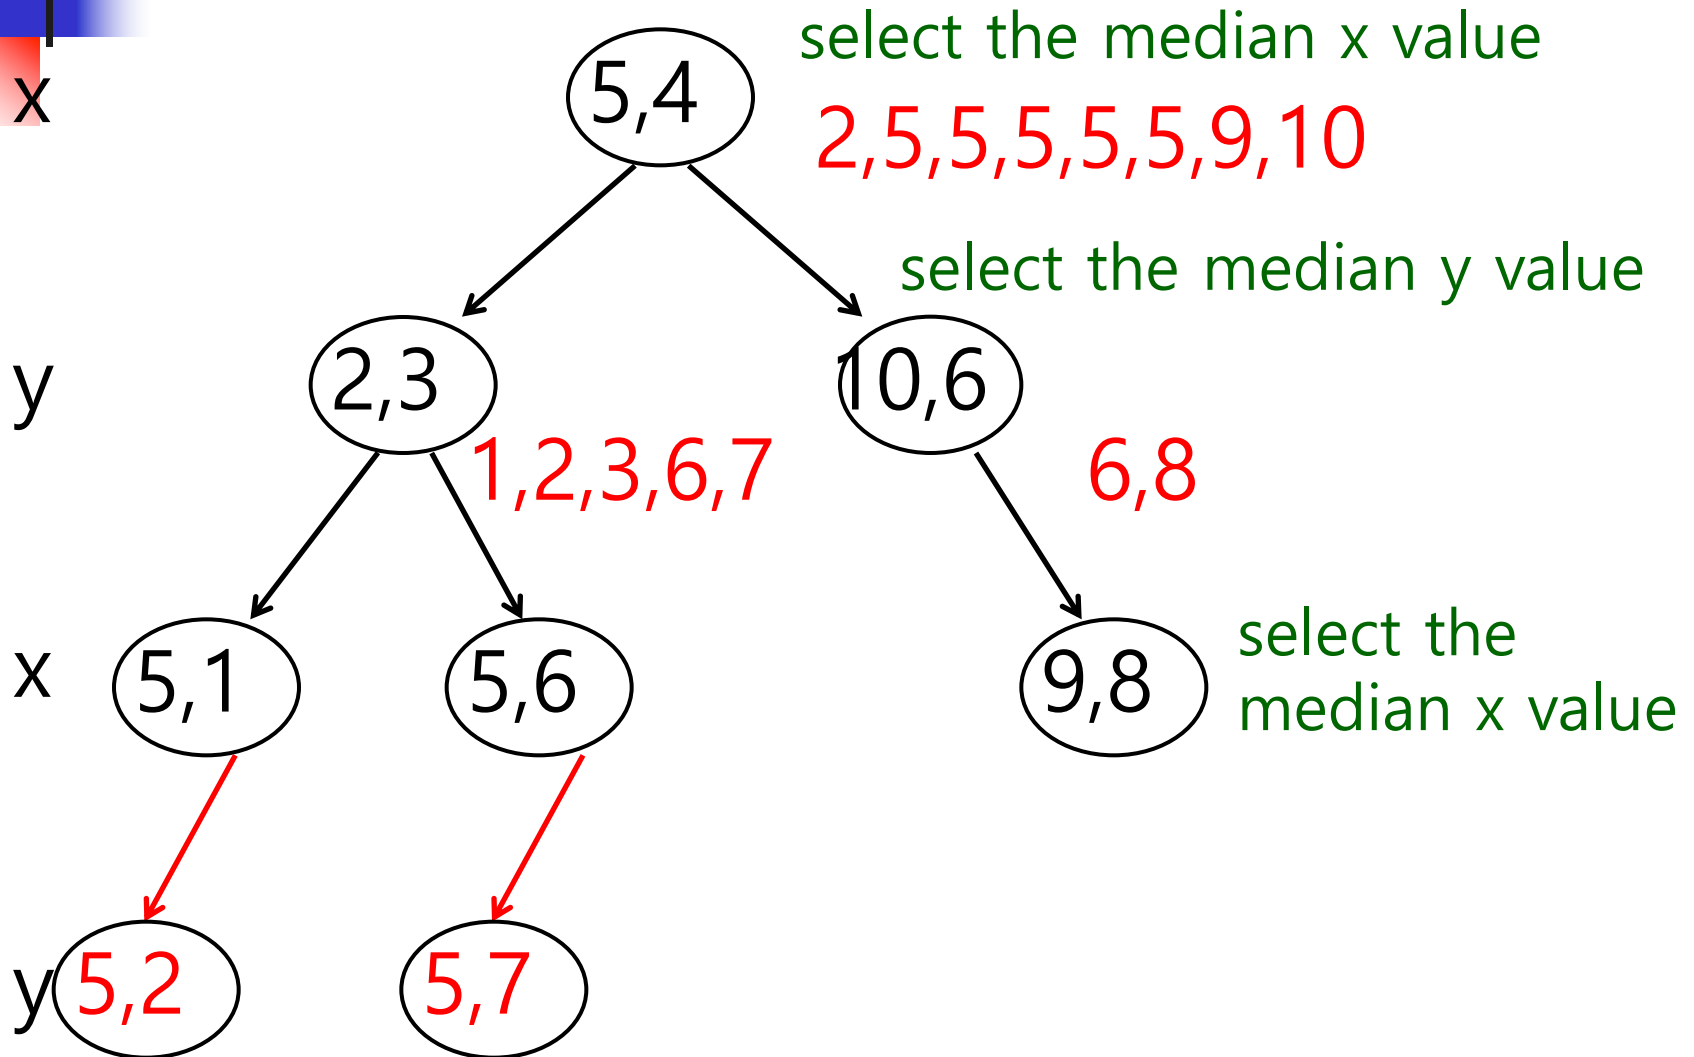 select the median x value
x
5,4
2,5,5,5,5,5,9,10
select the median y value
y
2,3
10,6
1,2,3,6,7
6,8
x
5,1
5,6
9,8
select the
median x value
y
5,2
5,7